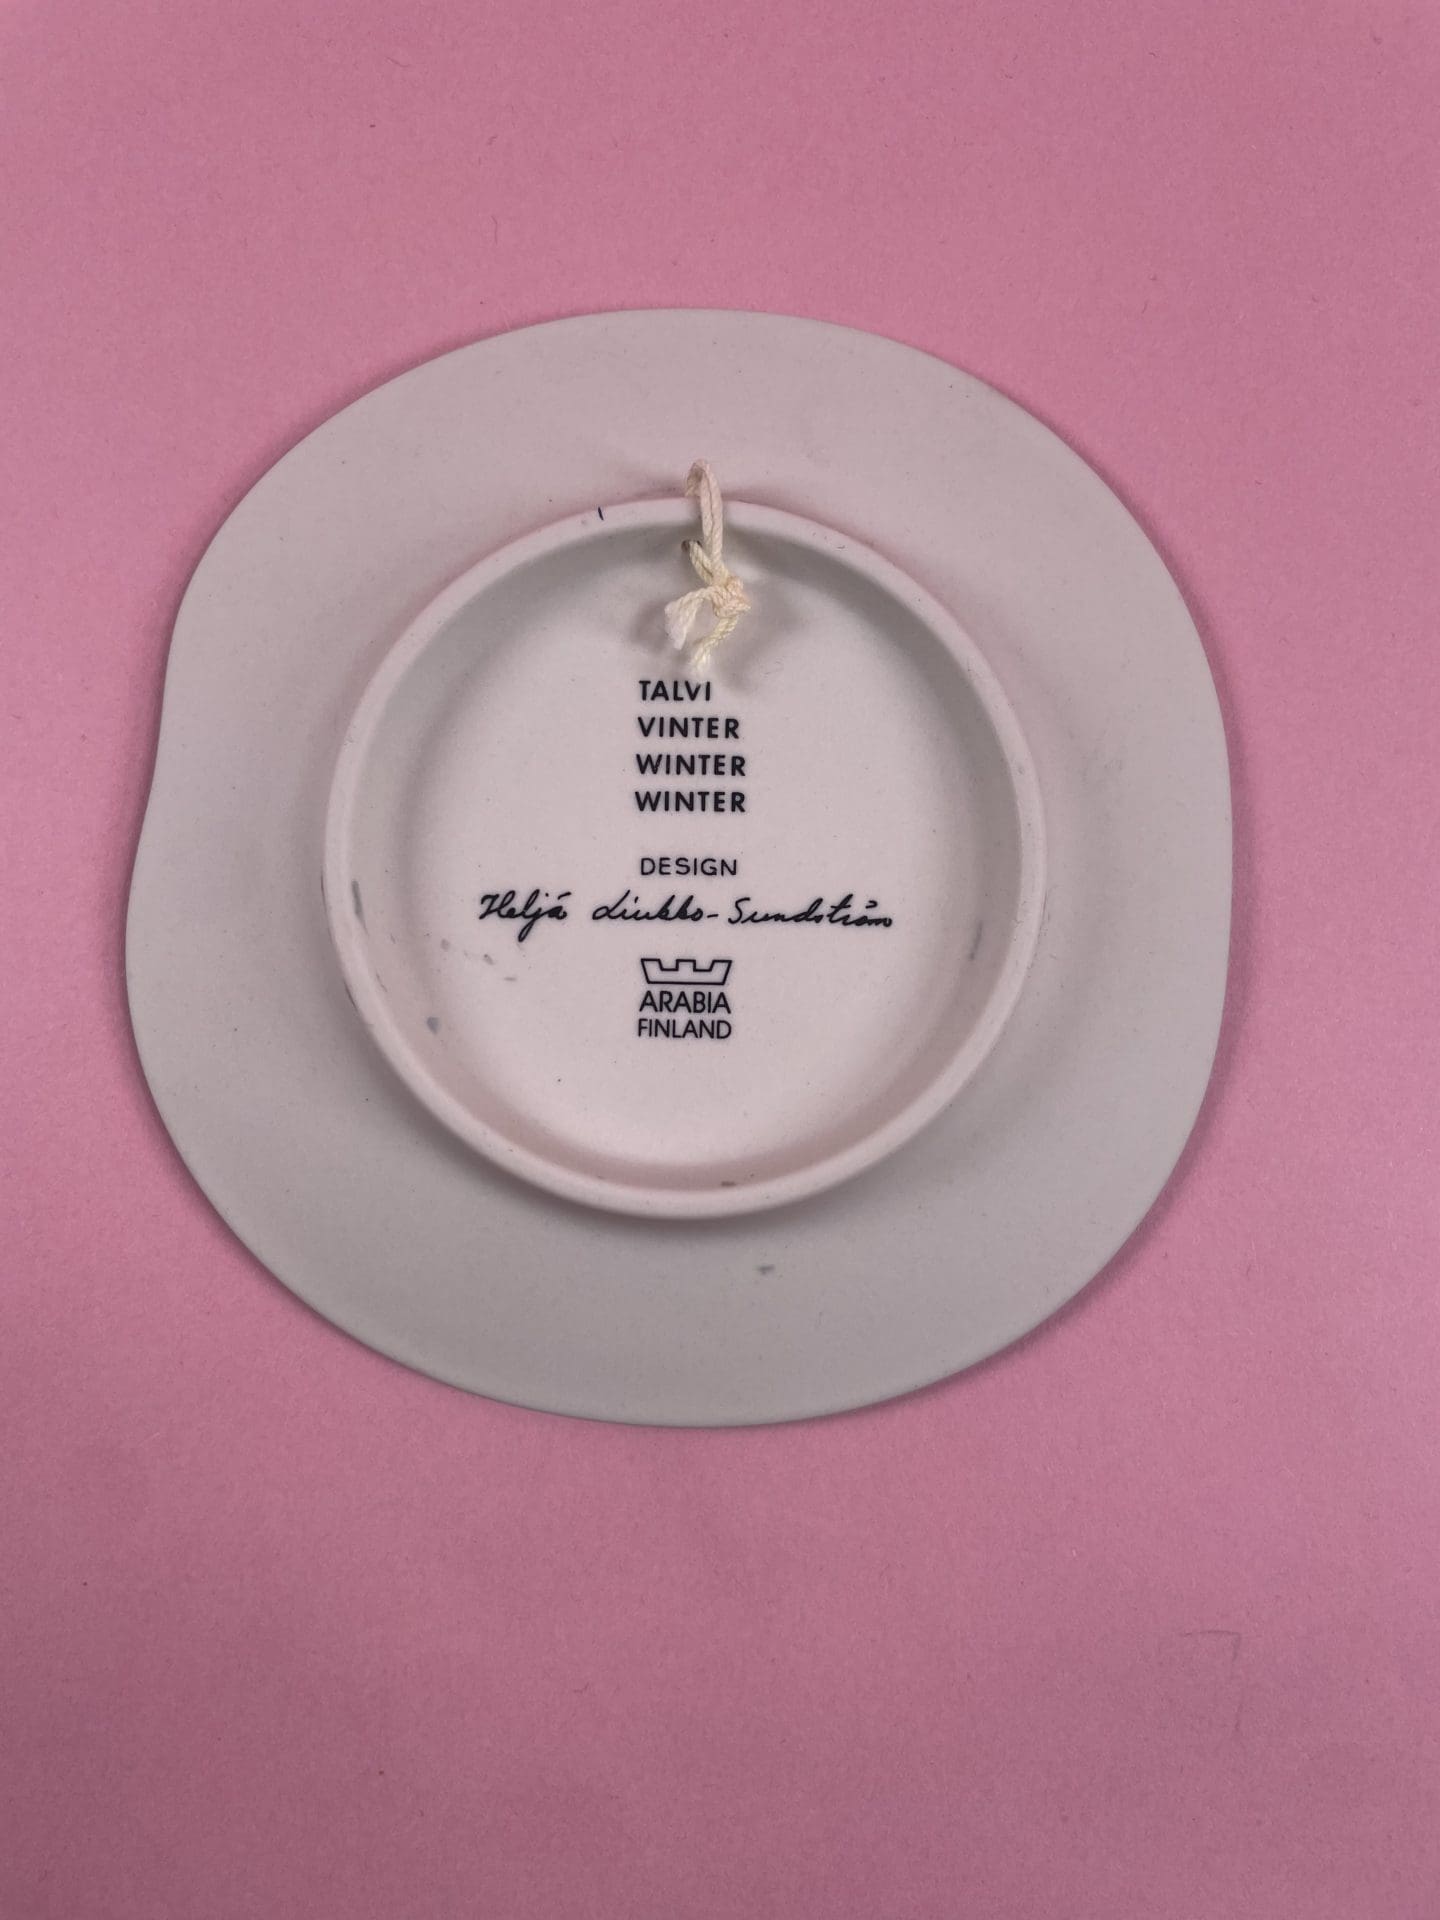 TALVI
VINTER
WINTER
WINTER
DESIGN
Heljä Liukko-Sundström
ARABIA
FINLAND